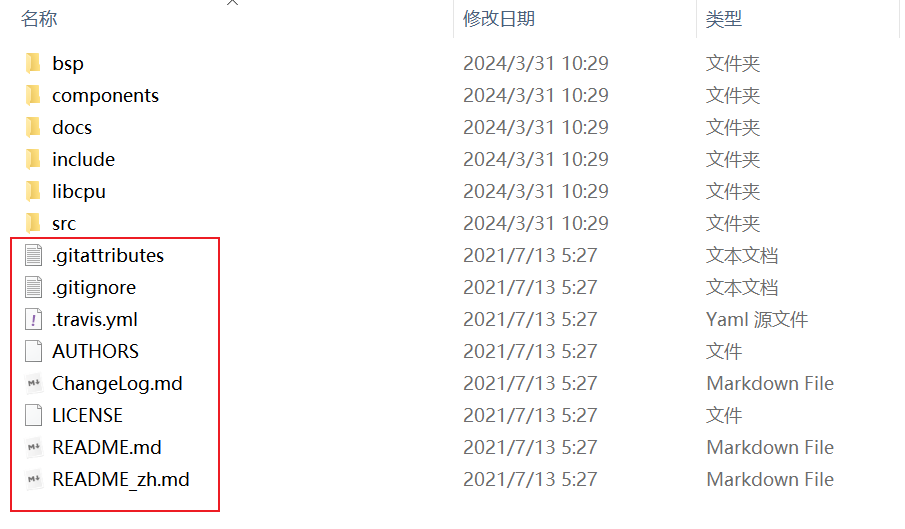 名称 修改日期 类型
bsp 2024/3/31 10:29 文件夹
components 2024/3/31 10:29 文件夹
docs 2024/3/31 10:29 文件夹
include 2024/3/31 10:29 文件夹
libcpu 2024/3/31 10:29 文件夹
src 2024/3/31 10:29 文件夹
.gitattributes 2021/7/13 5:27 文本文档
.gitignore 2021/7/13 5:27 文本文档
.travis.yml 2021/7/13 5:27 Yaml 源文件
AUTHORS 2021/7/13 5:27 文件
ChangeLog.md 2021/7/13 5:27 Markdown File
LICENSE 2021/7/13 5:27 文件
README.md 2021/7/13 5:27 Markdown File
README_zh.md 2021/7/13 5:27 Markdown File